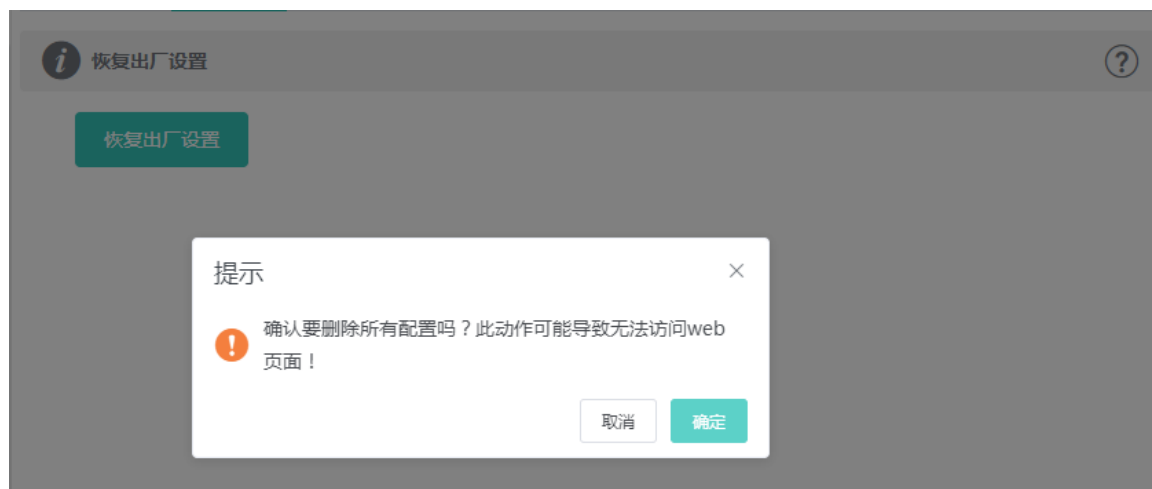 恢复出厂设置
恢复出厂设置
提示
确认要删除所有配置吗？此动作可能导致无法访问web
页面！
取消 确定